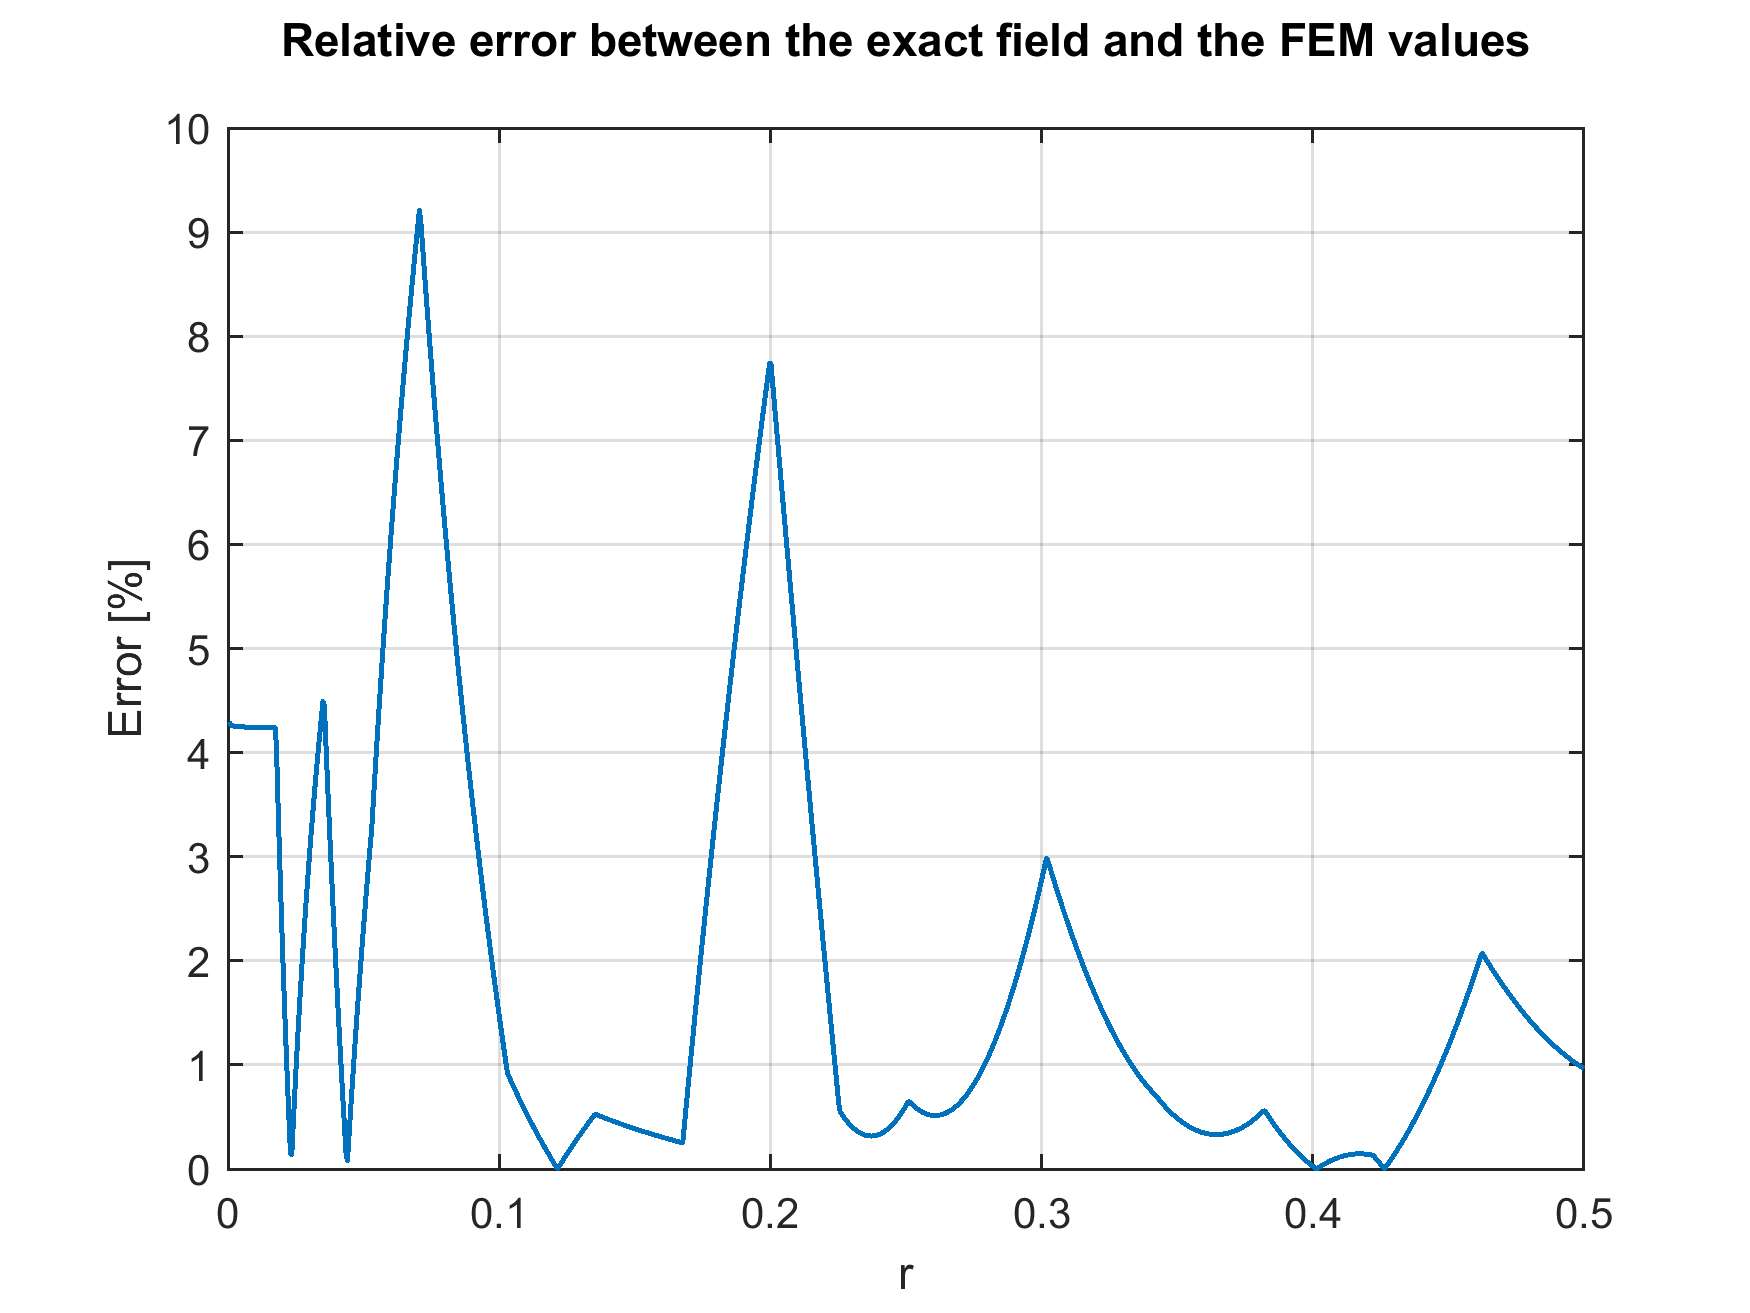 Relative error between the exact field and the FEM values
10
9
8
7
6
5
4
3
2
1
0
Error [%]
0 0.1 0.2 0.3 0.4 0.5
r